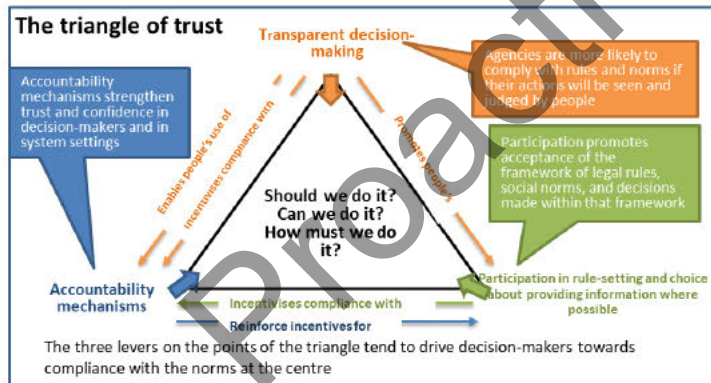 The triangle of trust
Transparent decision-
making
Accountability
mechanisms strengthen
trust and confidence in
decision-makers and in
system settings
Agencies are more likely to
comply with rules and norms if
their actions will be seen and
judged by people
Enables people's use of
Incentivises compliance with
Promotes peoples
Participation promotes
acceptance of the
framework of legal rules,
social norms, and decisions
made within that framework
Should we do it?
Can we do it?
How must we do
it?
Accountability
mechanisms
Incentivises compliance with
Reinforce incentives for
Participation in rule-setting and choice
about providing information where
possible
The three levers on the points of the triangle tend to drive decision-makers towards
compliance with the norms at the centre